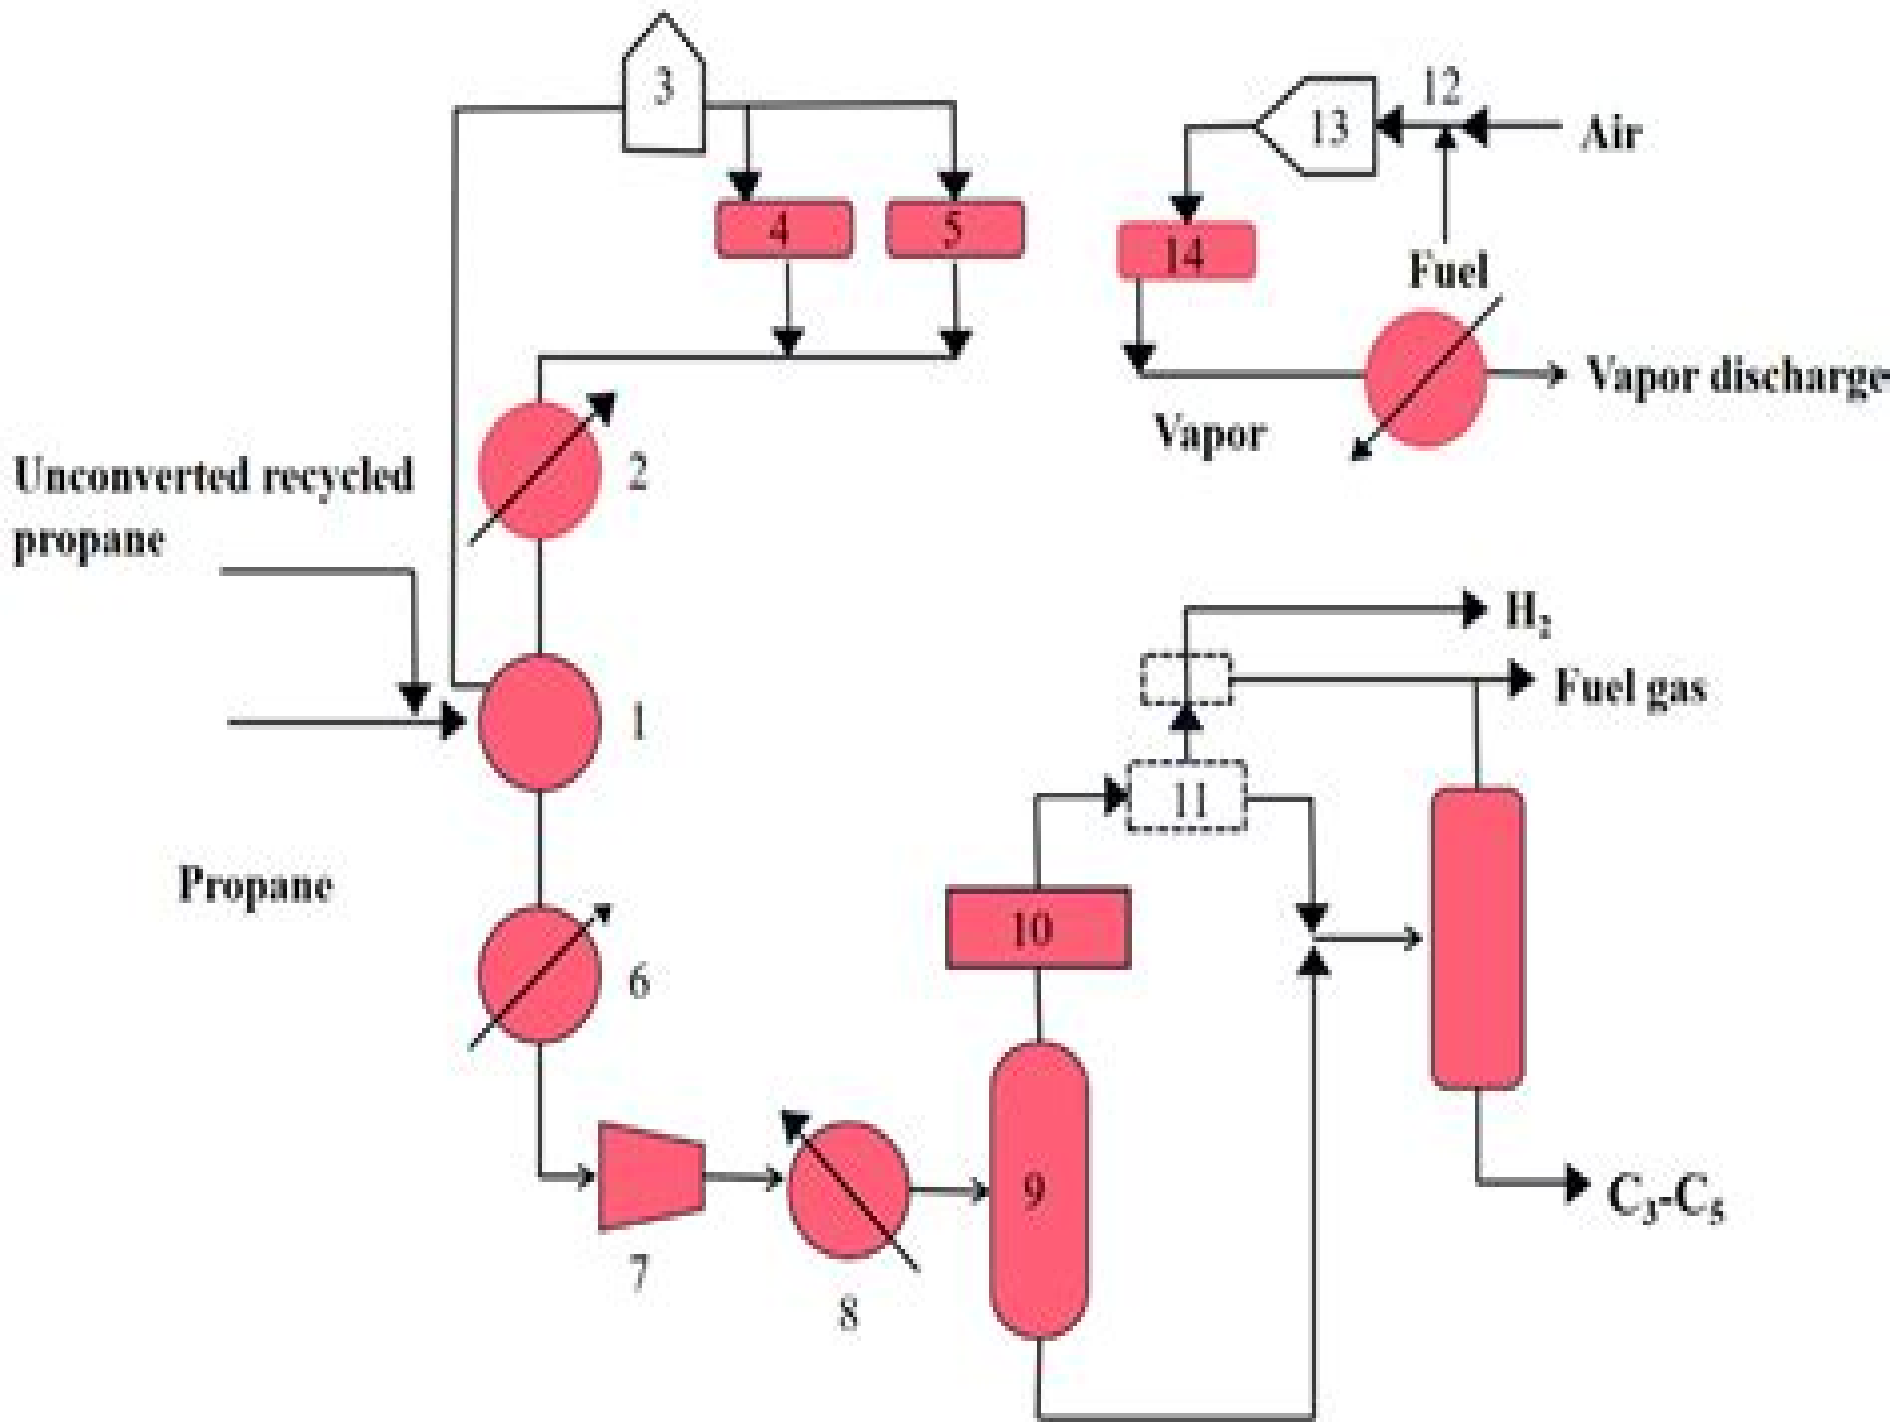 3
12
13
Air
4
5
14
Fuel
Vapor discharge
Vapor
2
Unconverted recycled
propane
H₂
Fuel gas
1
11
Propane
10
6
9
C₃-C₅
7
8